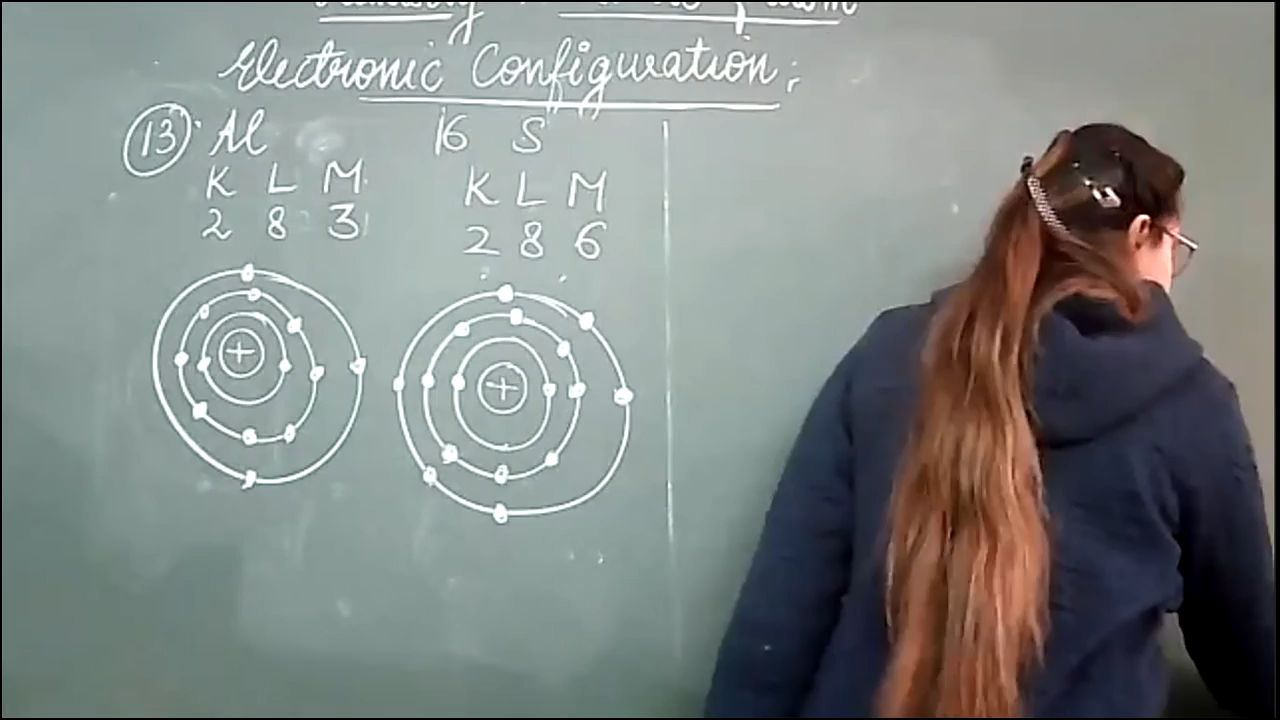 Electronic Configuration;
13 Al
K L M
2 8 3
+
16 S
K L M
2 8 6
+